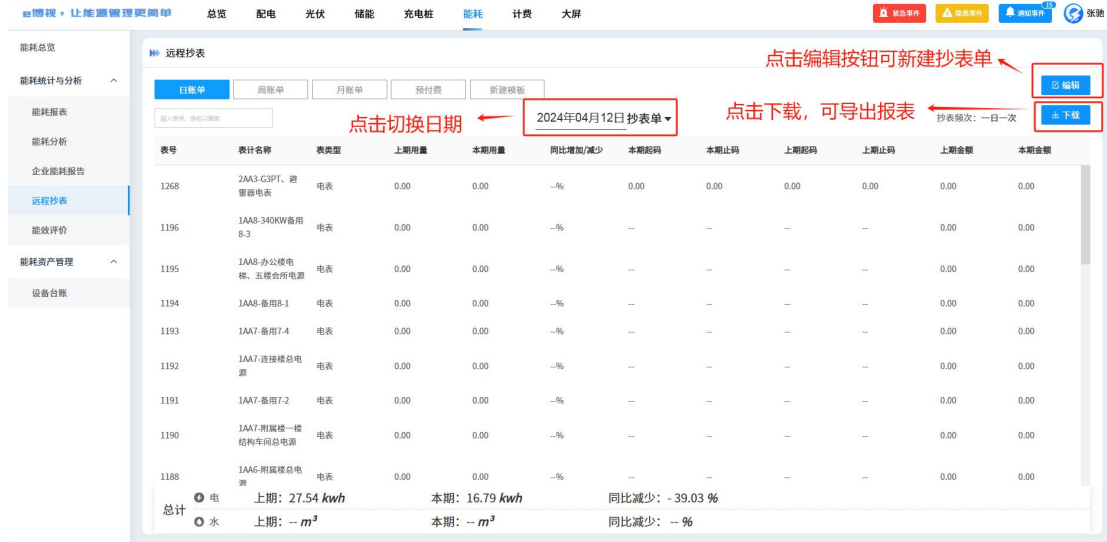 e博视·让能源管理更简单 总览 配电 光伏 储能 充电桩 能耗 计费 大屏 紧急事件 隐患事件 通知事件 15 张驰
能耗总览
远程抄表
点击编辑按钮可新建抄表单
能耗统计与分析
日账单 周账单 月账单 预付费 新建模板 编辑
能耗报表
点击切换日期 2024年04月12日抄表单 点击下载，可导出报表 抄表频次：一日一次 下载
能耗分析
表号 表计名称 表类型 上期用量 本期用量 同比增加/减少 本期起码 本期止码 上期起码 上期止码 上期金额 本期金额
企业能耗报告
远程抄表
能效评价
能耗资产管理
设备台账
1268 2AA3-G3PT、避雷器电表 电表 0.00 0.00 --% 0.00 0.00 0.00 0.00 0.00 0.00
1196 1AA8-340KW备用8-3 电表 0.00 0.00 --% -- -- -- -- 0.00 0.00
1195 1AA8-办公楼电梯、五楼会所电源 电表 0.00 0.00 --% -- -- -- -- 0.00 0.00
1194 1AA8-备用8-1 电表 0.00 0.00 --% -- -- -- -- 0.00 0.00
1193 1AA7-备用7-4 电表 0.00 0.00 --% -- -- -- -- 0.00 0.00
1192 1AA7-连接楼总电源 电表 0.00 0.00 --% -- -- -- -- 0.00 0.00
1191 1AA7-备用7-2 电表 0.00 0.00 --% -- -- -- -- 0.00 0.00
1190 1AA7-附属楼一楼结构车间总电源 电表 0.00 0.00 --% -- -- -- -- 0.00 0.00
1188 1AA6-附属楼总电源 电表 0.00 0.00 --% -- -- -- -- 0.00 0.00
总计
电 上期：27.54 kwh 本期：16.79 kwh 同比减少：- 39.03 %
水 上期：-- m³ 本期：-- m³ 同比减少： -- %